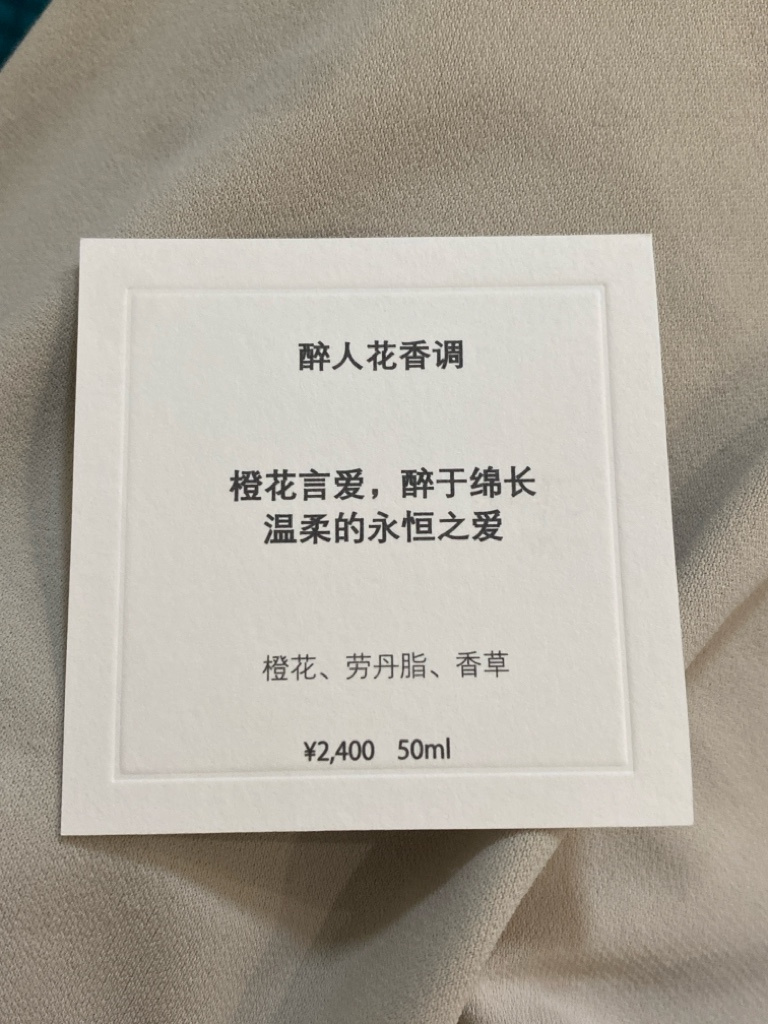 醉人花香调
橙花言爱，醉于绵长
温柔的永恒之爱
橙花、劳丹脂、香草
¥2,400 50ml